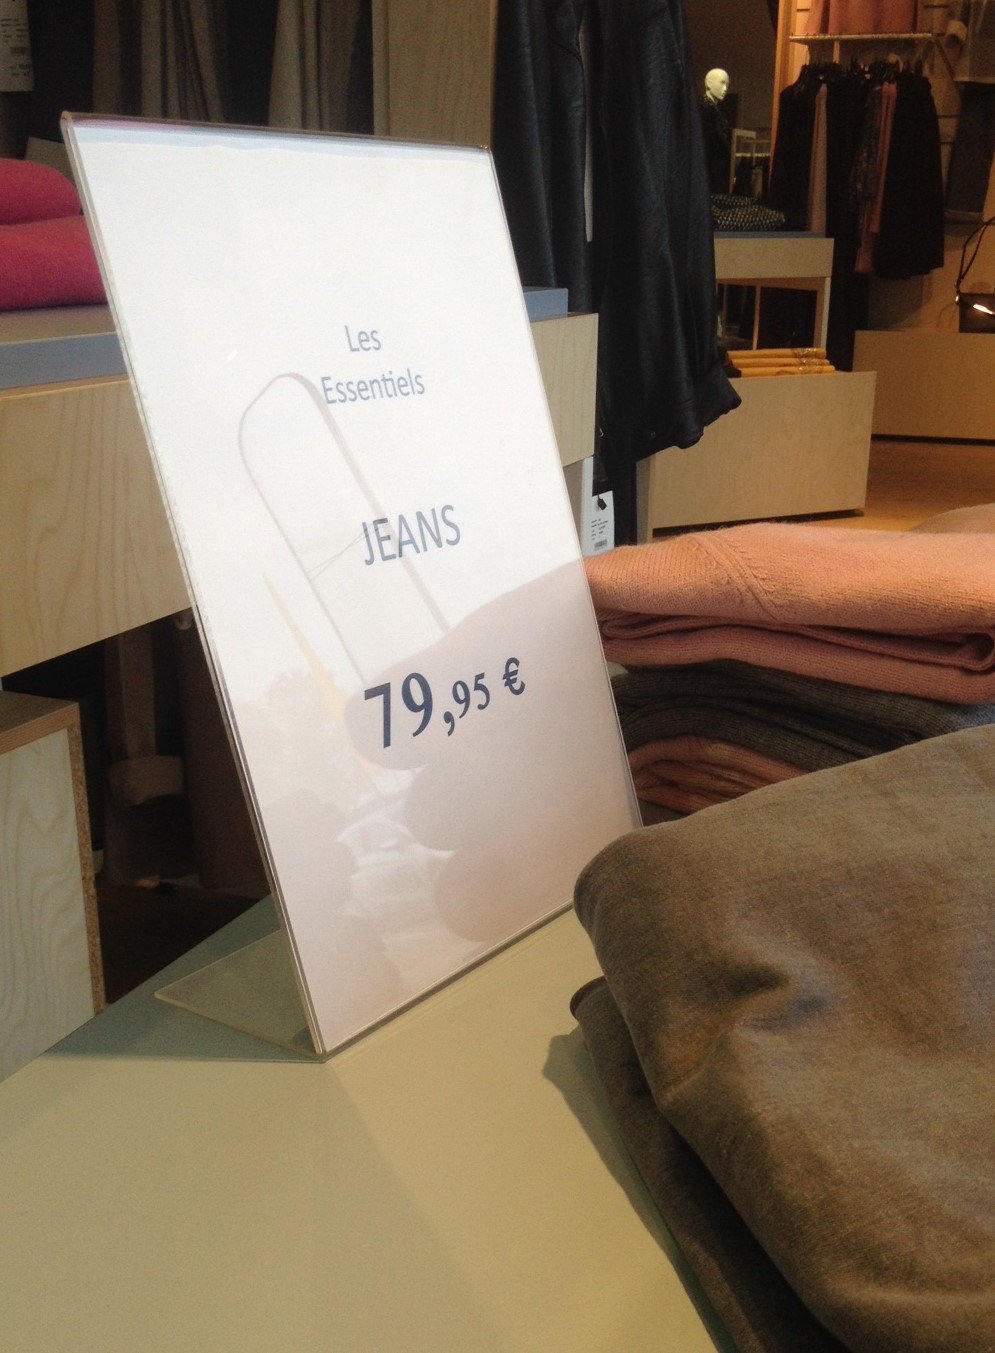 Les
Essentiels
JEANS
79,95 €